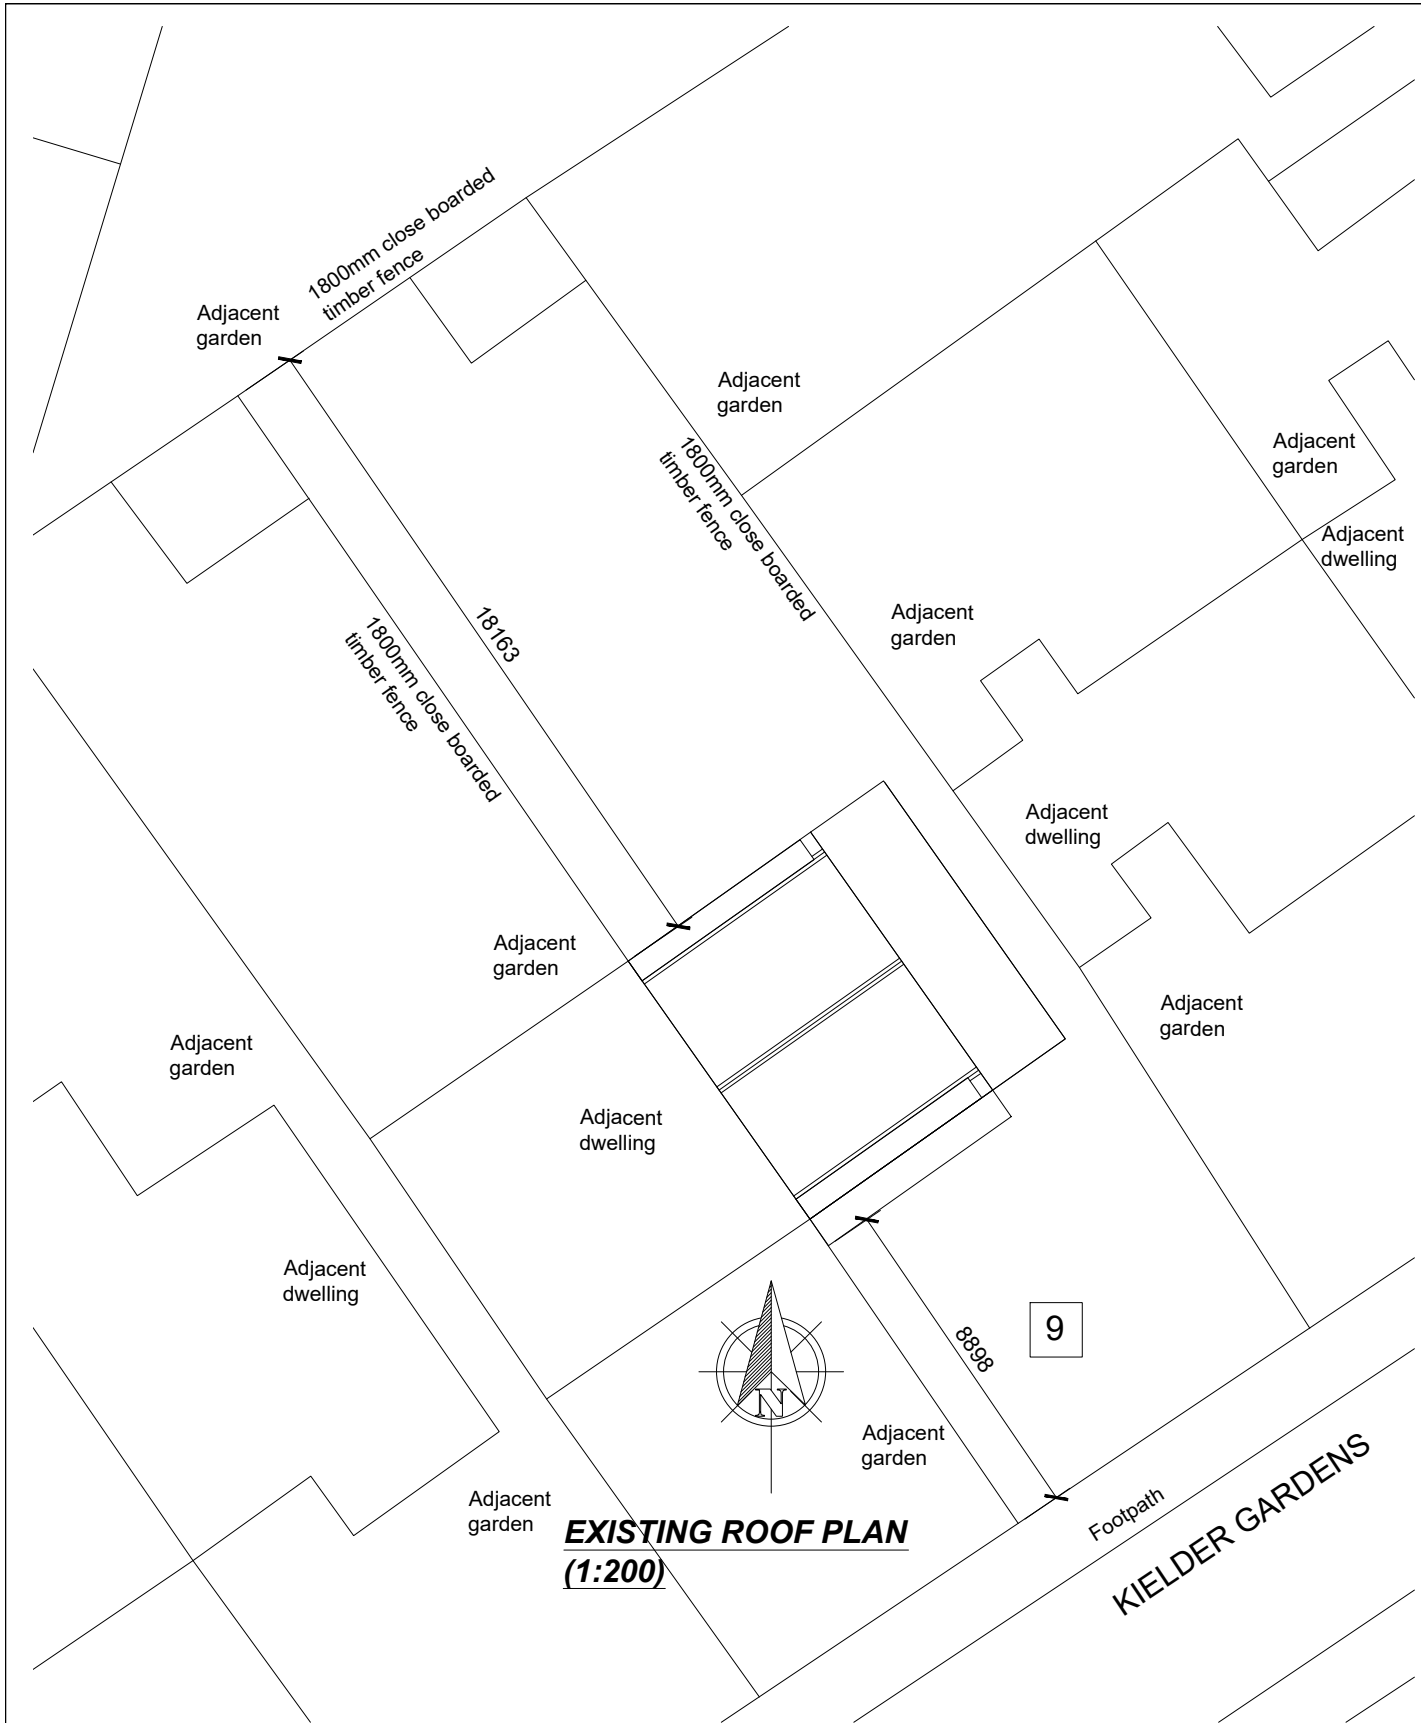 1800mm close boarded
timber fence
Adjacent
garden
Adjacent
garden
1800mm close boarded
timber fence
Adjacent
garden
Adjacent
dwelling
18163
1800mm close boarded
timber fence
Adjacent
garden
Adjacent
dwelling
Adjacent
garden
Adjacent
garden
Adjacent
garden
Adjacent
dwelling
Adjacent
dwelling
9
8898
N
Adjacent
garden
Adjacent
garden
Footpath
KIELDER GARDENS
EXISTING ROOF PLAN
(1:200)